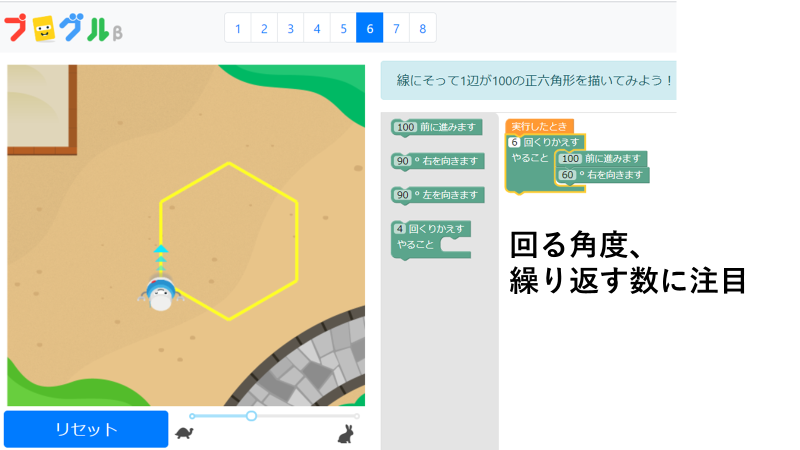 プログルβ
1 2 3 4 5 6 7 8
線にそって1辺が100の正六角形を描いてみよう！
100 前に進みます
90 ° 右を向きます
90 ° 左を向きます
4 回くりかえす
やること
実行したとき
6 回くりかえす
やること 100 前に進みます
60 ° 右を向きます
回る角度、
繰り返す数に注目
リセット